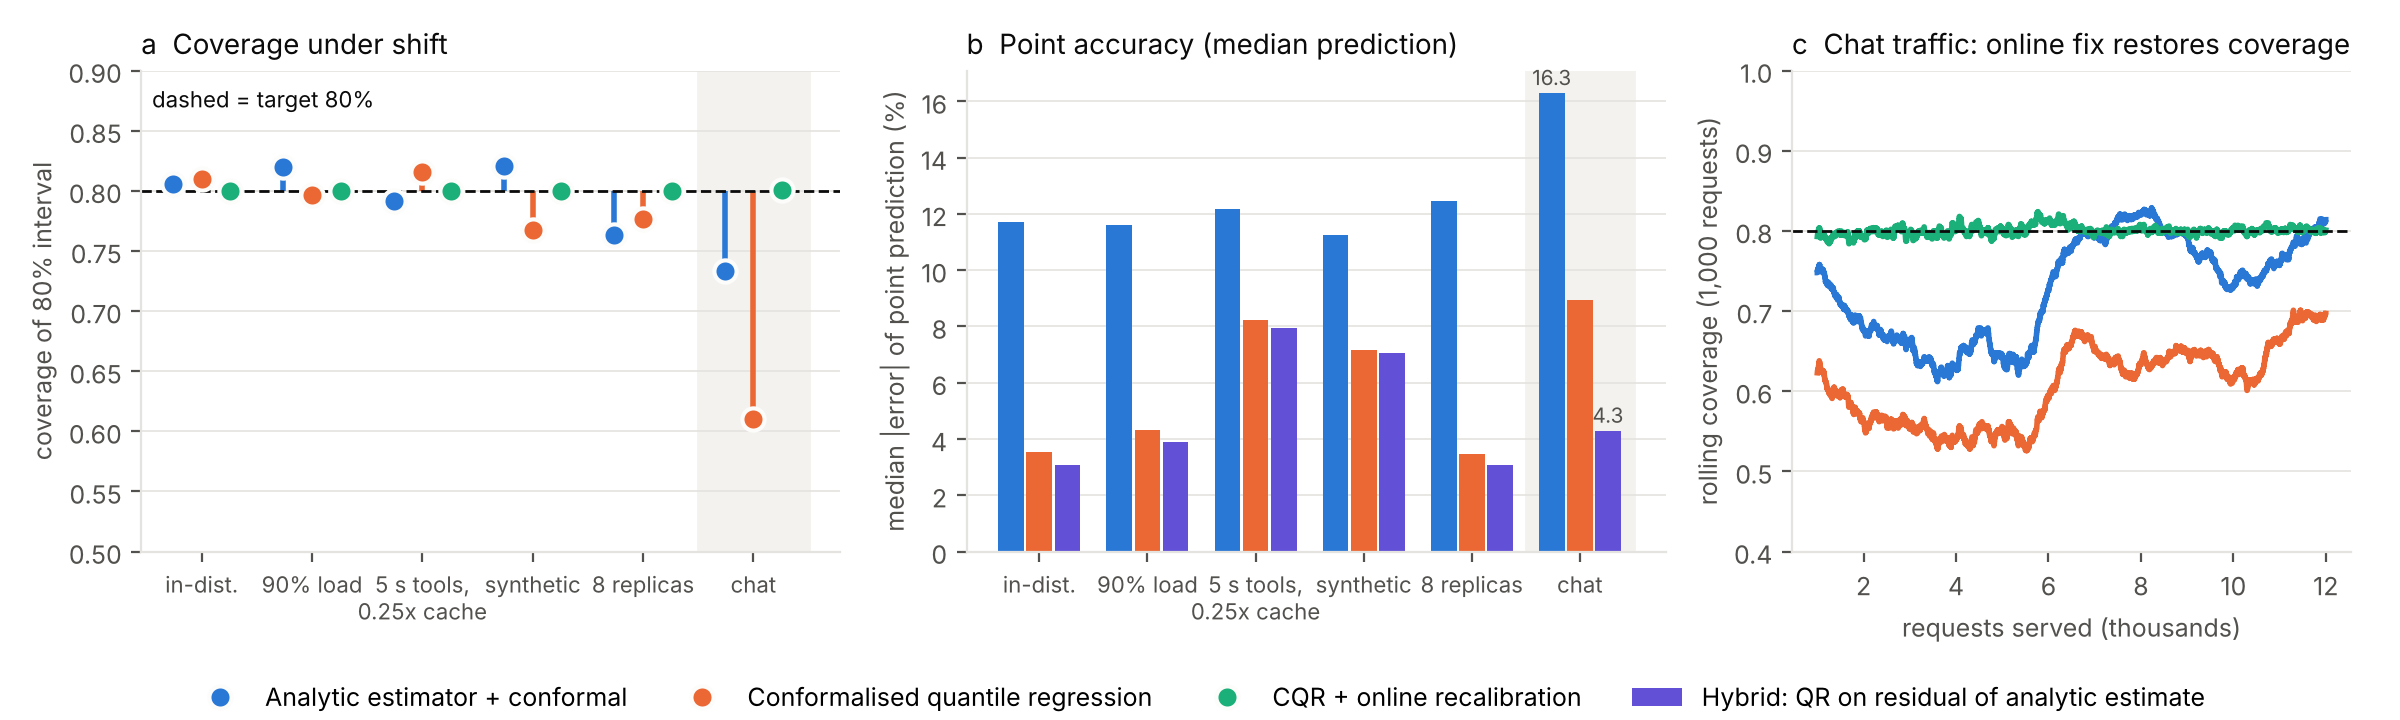 a Coverage under shift
0.90
0.85
0.80
0.75
0.70
0.65
0.60
0.55
0.50
coverage of 80% interval
dashed = target 80%
in-dist.
90% load
5 s tools,
0.25x cache
synthetic
8 replicas
chat
b Point accuracy (median prediction)
16
14
12
10
8
6
4
2
0
median |error| of point prediction (%)
16.3
4.3
in-dist.
90% load
5 s tools,
0.25x cache
synthetic
8 replicas
chat
c Chat traffic: online fix restores coverage
1.0
0.9
0.8
0.7
0.6
0.5
0.4
rolling coverage (1,000 requests)
2
4
6
8
10
12
requests served (thousands)
Analytic estimator + conformal
Conformalised quantile regression
CQR + online recalibration
Hybrid: QR on residual of analytic estimate